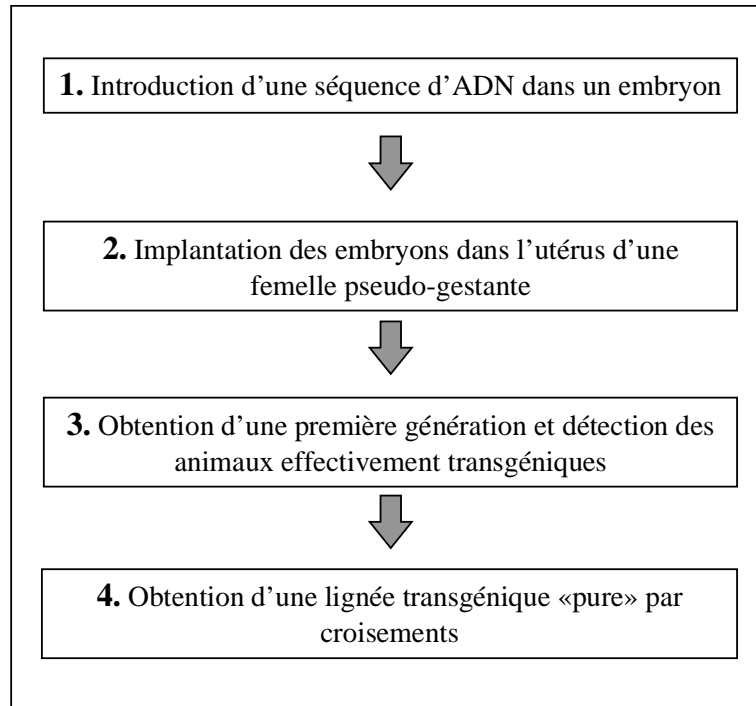 1. Introduction d’une séquence d’ADN dans un embryon
2. Implantation des embryons dans l’utérus d’une
femelle pseudo-gestante
3. Obtention d’une première génération et détection des
animaux effectivement transgéniques
4. Obtention d’une lignée transgénique «pure» par
croisements